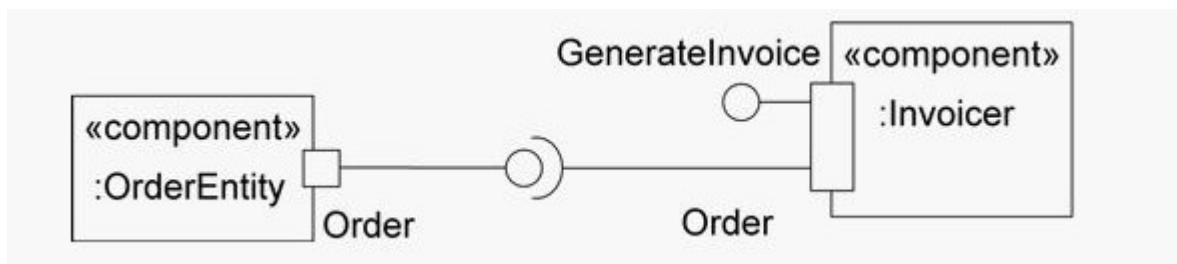 GenerateInvoice
«component»
:Invoicer
«component»
:OrderEntity
Order
Order